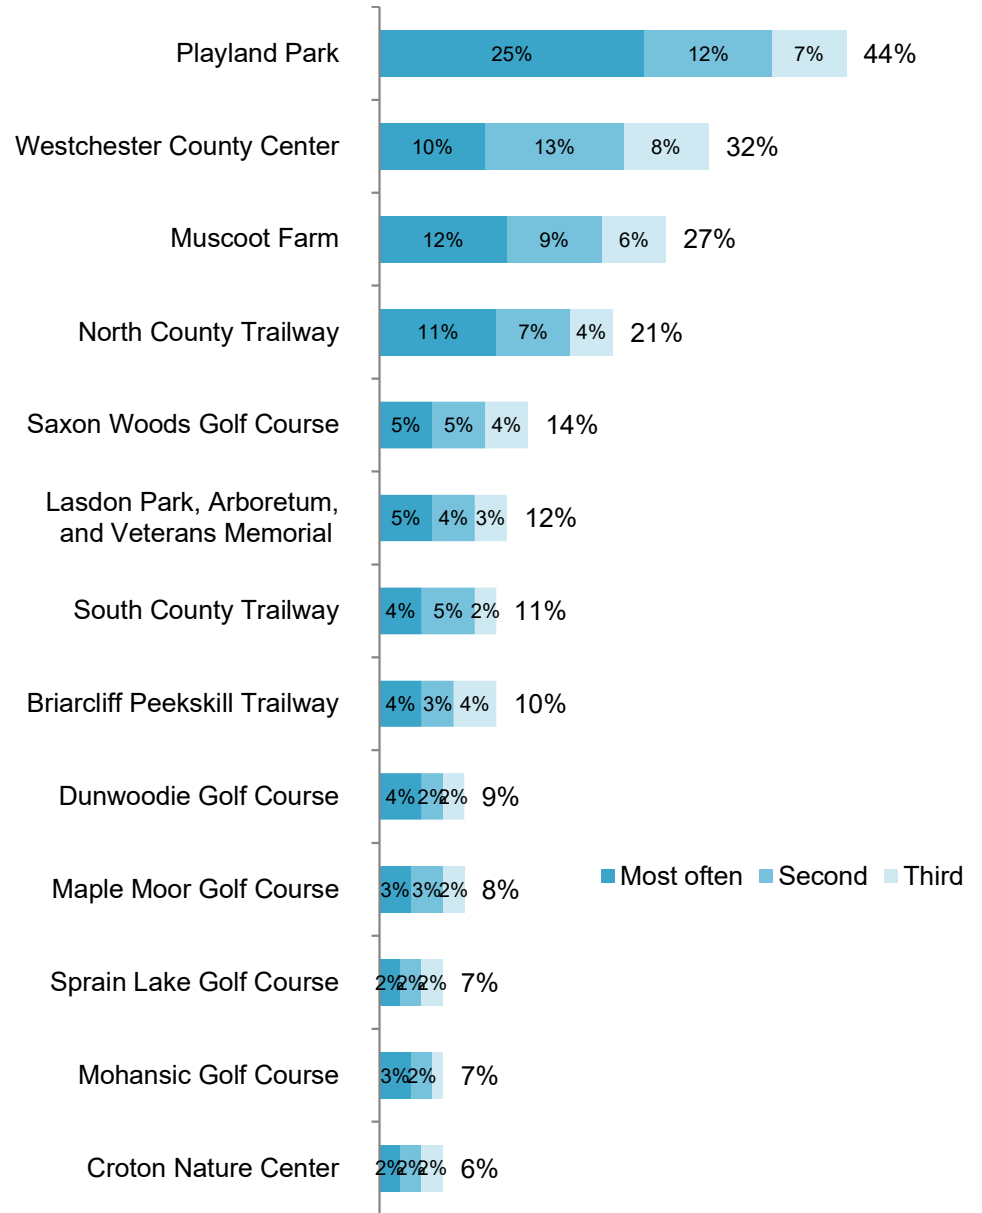 Playland Park 25% 12% 7% 44%
Westchester County Center 10% 13% 8% 32%
Muscoot Farm 12% 9% 6% 27%
North County Trailway 11% 7% 4% 21%
Saxon Woods Golf Course 5% 5% 4% 14%
Lasdon Park, Arboretum,
and Veterans Memorial 5% 4% 3% 12%
South County Trailway 4% 5% 2% 11%
Briarcliff Peekskill Trailway 4% 3% 4% 10%
Dunwoodie Golf Course 4% 2% 2% 9%
Maple Moor Golf Course 3% 3% 2% 8%
Most often Second Third
Sprain Lake Golf Course 2% 2% 2% 7%
Mohansic Golf Course 3% 2% 7%
Croton Nature Center 2% 2% 2% 6%